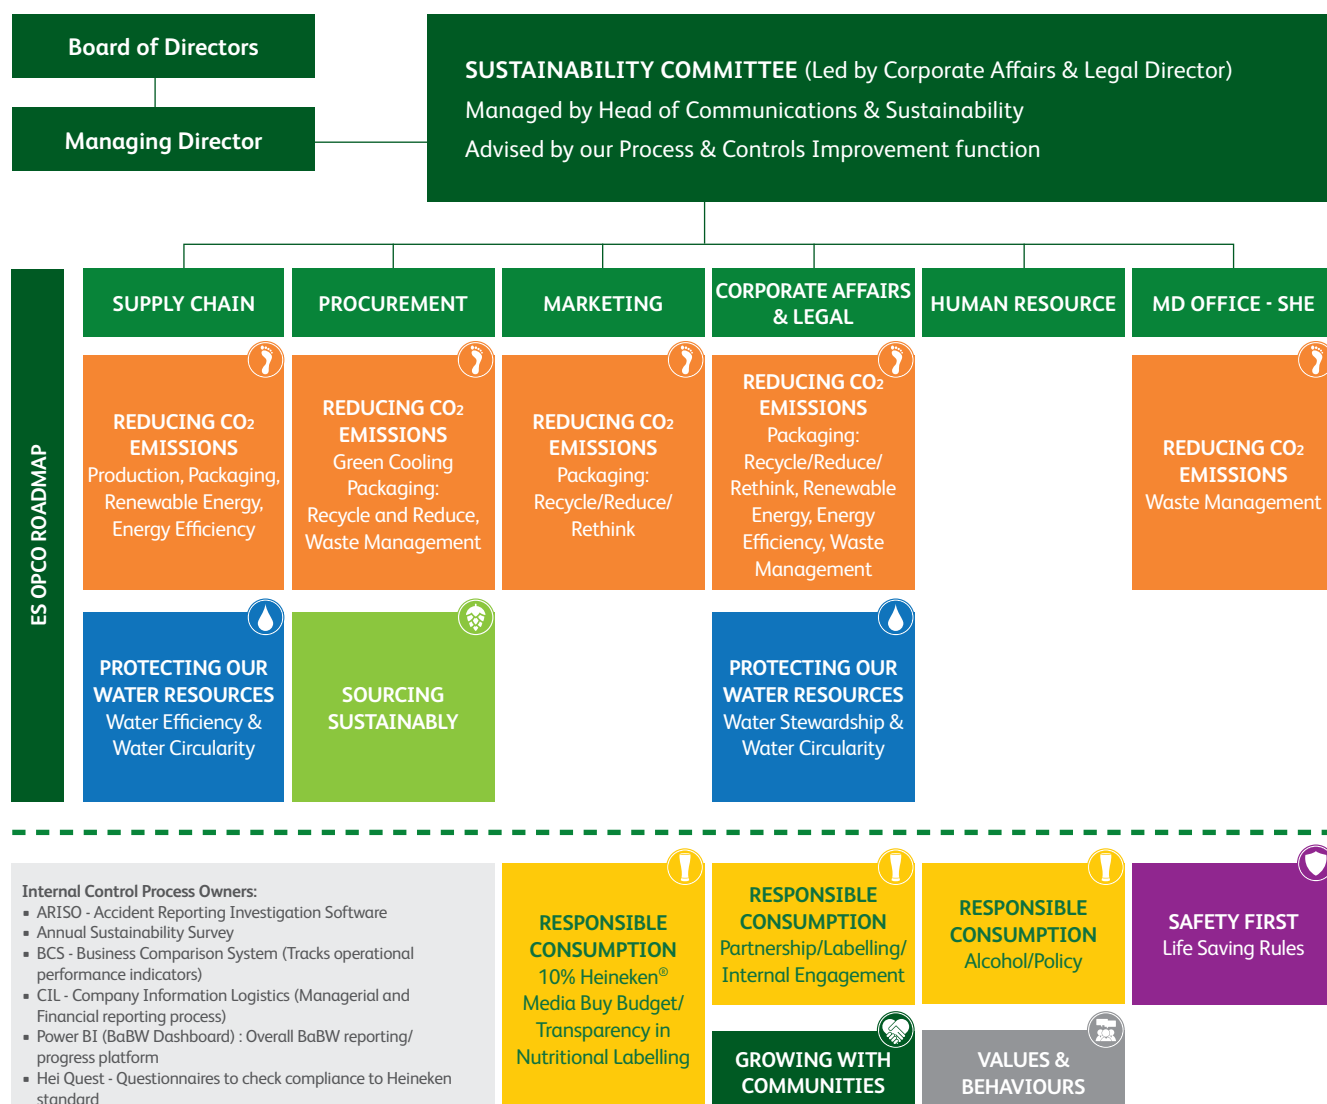 Board of Directors
Managing Director
SUSTAINABILITY COMMITTEE (Led by Corporate Affairs & Legal Director)
Managed by Head of Communications & Sustainability
Advised by our Process & Controls Improvement function
ES OPCO ROADMAP
SUPPLY CHAIN
PROCUREMENT
MARKETING
CORPORATE AFFAIRS
& LEGAL
HUMAN RESOURCE
MD OFFICE - SHE
REDUCING CO2
EMISSIONS
Production, Packaging,
Renewable Energy,
Energy Efficiency
REDUCING CO2
EMISSIONS
Green Cooling
Packaging:
Recycle and Reduce,
Waste Management
REDUCING CO2
EMISSIONS
Packaging:
Recycle/Reduce/
Rethink
REDUCING CO2
EMISSIONS
Packaging:
Recycle/Reduce/
Rethink, Renewable
Energy, Energy
Efficiency, Waste
Management
REDUCING CO2
EMISSIONS
Waste Management
PROTECTING OUR
WATER RESOURCES
Water Efficiency &
Water Circularity
SOURCING
SUSTAINABLY
PROTECTING OUR
WATER RESOURCES
Water Stewardship &
Water Circularity
Internal Control Process Owners:
▪ ARISO - Accident Reporting Investigation Software
▪ Annual Sustainability Survey
▪ BCS - Business Comparison System (Tracks operational
performance indicators)
▪ CIL - Company Information Logistics (Managerial and
Financial reporting process)
▪ Power BI (BaBW Dashboard) : Overall BaBW reporting/
progress platform
▪ Hei Quest - Questionnaires to check compliance to Heineken
standard
RESPONSIBLE
CONSUMPTION
10% Heineken®
Media Buy Budget/
Transparency in
Nutritional Labelling
RESPONSIBLE
CONSUMPTION
Partnership/Labelling/
Internal Engagement
RESPONSIBLE
CONSUMPTION
Alcohol/Policy
SAFETY FIRST
Life Saving Rules
GROWING WITH
COMMUNITIES
VALUES &
BEHAVIOURS